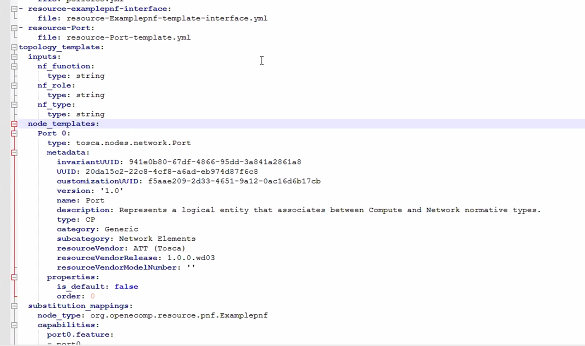 - resource-examplepnf-interface:
file: resource-Examplepnf-template-interface.yml
- resource-Port:
file: resource-Port-template.yml
topology_template:
inputs:
nf_function:
type: string
nf_role:
type: string
nf_type:
type: string
node_templates:
Port 0:
type: tosca.nodes.network.Port
metadata:
invariantUUID: 941e0b80-67df-4866-95dd-3a841a2861a8
UUID: 20da15c2-22c8-4cf8-a6ad-eb974d87f6c8
customizationUUID: f5aae209-2d33-4651-9a12-0ac16d6b17cb
version: '1.0'
name: Port
description: Represents a logical entity that associates between Compute and Network normative types.
type: CP
category: Generic
subcategory: Network Elements
resourceVendor: ATT (Tosca)
resourceVendorRelease: 1.0.0.wd03
resourceVendorModelNumber: ''
properties:
is_default: false
order: 0
substitution_mappings:
node_type: org.openecomp.resource.pnf.Examplepnf
capabilities:
port0.feature:
- port0